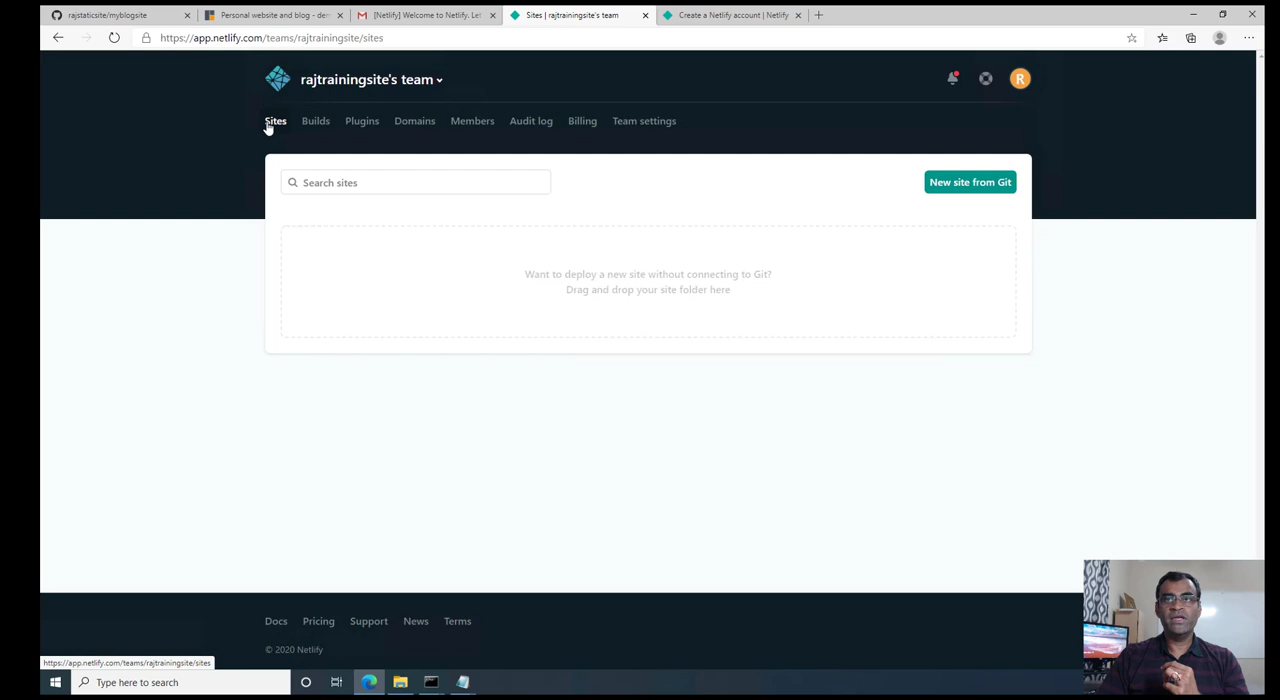 rajstaticsite/myblogsite
Personal website and blog - der
[Netlify] Welcome to Netlify. Let
Sites | rajtrainingsite's team
Create a Netlify account | Netlify
https://app.netlify.com/teams/rajtrainingsite/sites
rajtrainingsite's team
R
Sites Builds Plugins Domains Members Audit log Billing Team settings
Search sites
New site from Git
Want to deploy a new site without connecting to Git?
Drag and drop your site folder here
Docs Pricing Support News Terms
© 2020 Netlify
https://app.netlify.com/teams/rajtrainingsite/sites
Type here to search